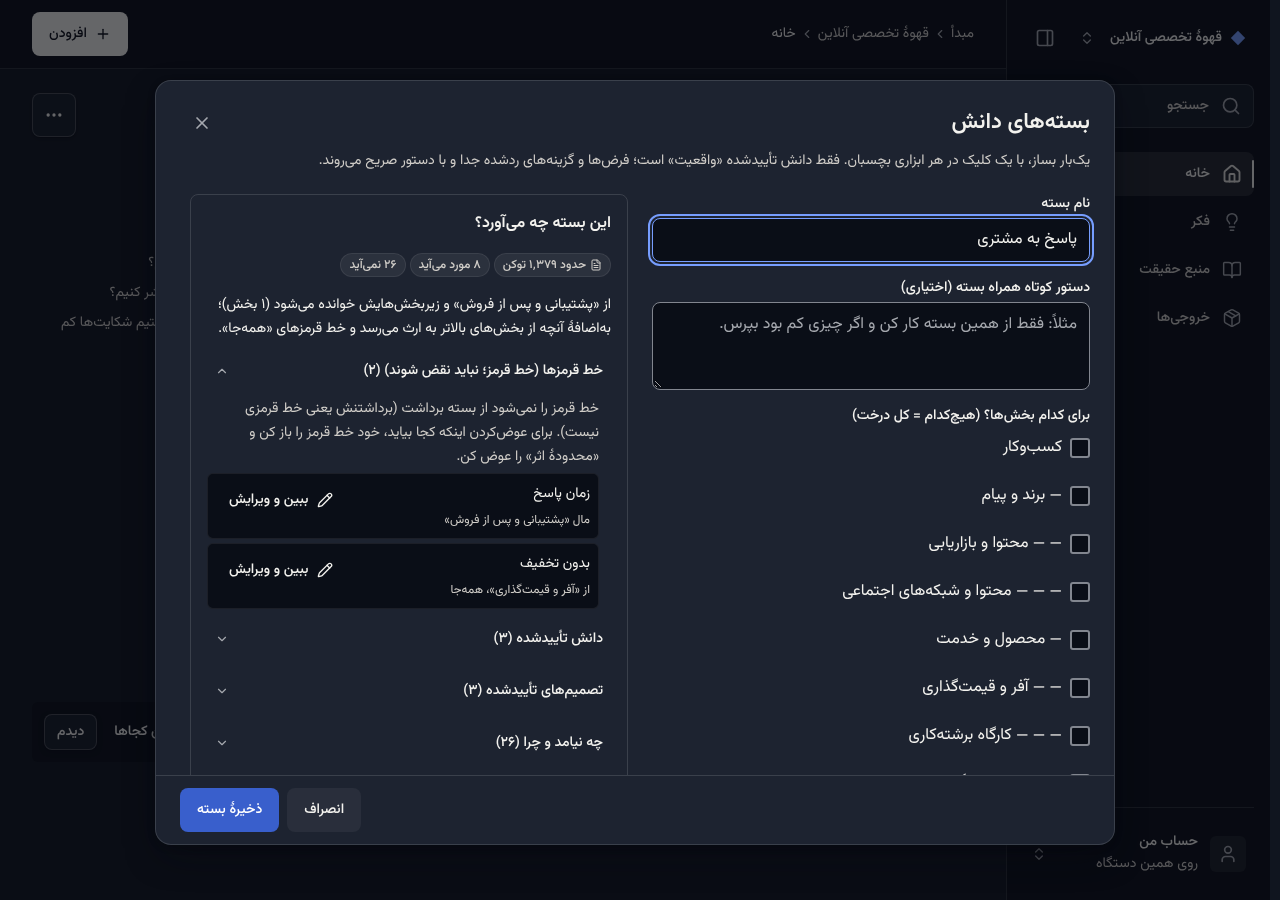 قهوهٔ تخصصی آنلاین
مبدأ › قهوهٔ تخصصی آنلاین › خانه
افزودن
جستجو
خانه
فکر
منبع حقیقت
خروجی‌ها
حساب من
روی همین دستگاه
بسته‌های دانش
یک‌بار بساز، با یک کلیک در هر ابزاری بچسبان. فقط دانش تأییدشده «واقعیت» است؛ فرض‌ها و گزینه‌های ردشده جدا و با دستور صریح می‌روند.
نام بسته
پاسخ به مشتری
دستور کوتاه همراه بسته (اختیاری)
مثلاً: فقط از همین بسته کار کن و اگر چیزی کم بود بپرس.
برای کدام بخش‌ها؟ (هیچ‌کدام = کل درخت)
کسب‌وکار
— برند و پیام
— — محتوا و بازاریابی
— — — محتوا و شبکه‌های اجتماعی
— محصول و خدمت
— — آفر و قیمت‌گذاری
— — — کارگاه برشته‌کاری
این بسته چه می‌آورد؟
حدود ۱٬۳۷۹ توکن
۸ مورد می‌آید
۲۶ نمی‌آید
از «پشتیبانی و پس از فروش» و زیربخش‌هایش خوانده می‌شود (۱ بخش)؛
به‌اضافهٔ آنچه از بخش‌های بالاتر به ارث می‌رسد و خط قرمزهای «همه‌جا».
خط قرمزها (خط قرمز؛ نباید نقض شوند) (۲)
خط قرمز را نمی‌شود از بسته برداشت (برداشتنش یعنی خط قرمزی
نیست). برای عوض‌کردن اینکه کجا بیاید، خود خط قرمز را باز کن و
«محدودهٔ اثر» را عوض کن.
زمان پاسخ
مال «پشتیبانی و پس از فروش»
ببین و ویرایش
بدون تخفیف
از «آفر و قیمت‌گذاری»، همه‌جا
ببین و ویرایش
دانش تأییدشده (۳)
تصمیم‌های تأییدشده (۳)
چه نیامد و چرا (۲۶)
انصراف
ذخیرهٔ بسته
؟
شر کنیم؟
ستیم شکایت‌ها کم
کجاها
دیدم